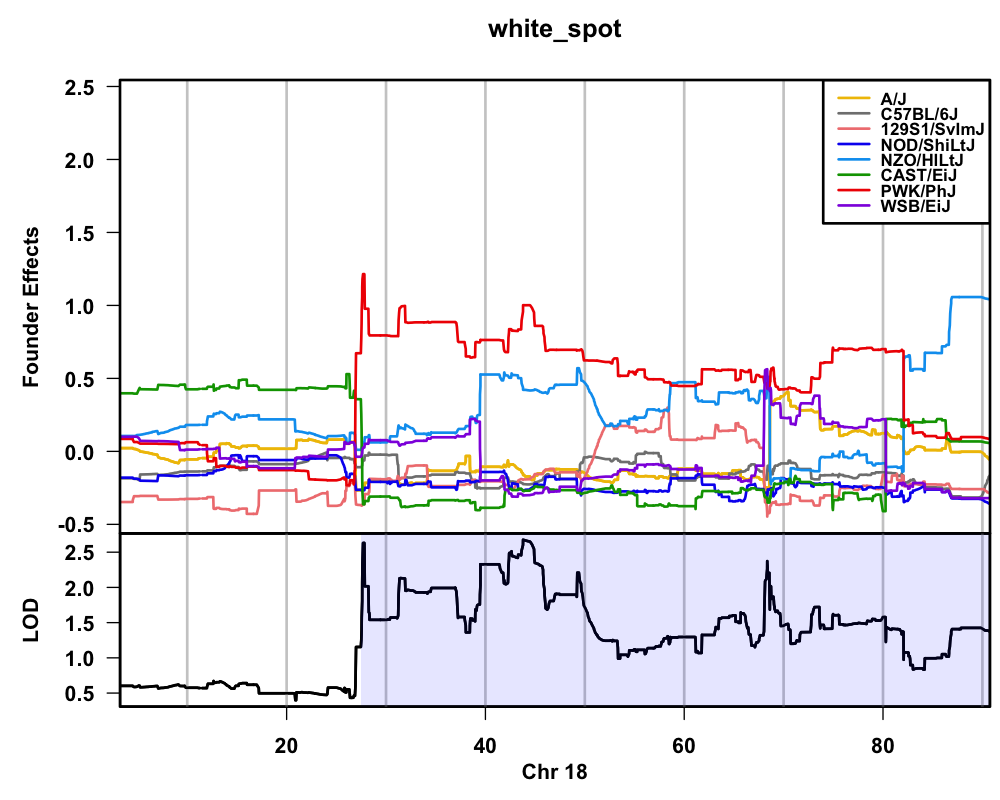 white_spot
2.5
2.0
1.5
1.0
0.5
0.0
-0.5
Founder Effects
A/J
C57BL/6J
129S1/SvImJ
NOD/ShiLtJ
NZO/HlLtJ
CAST/EiJ
PWK/PhJ
WSB/EiJ
2.5
2.0
1.5
1.0
0.5
LOD
20 40 60 80
Chr 18